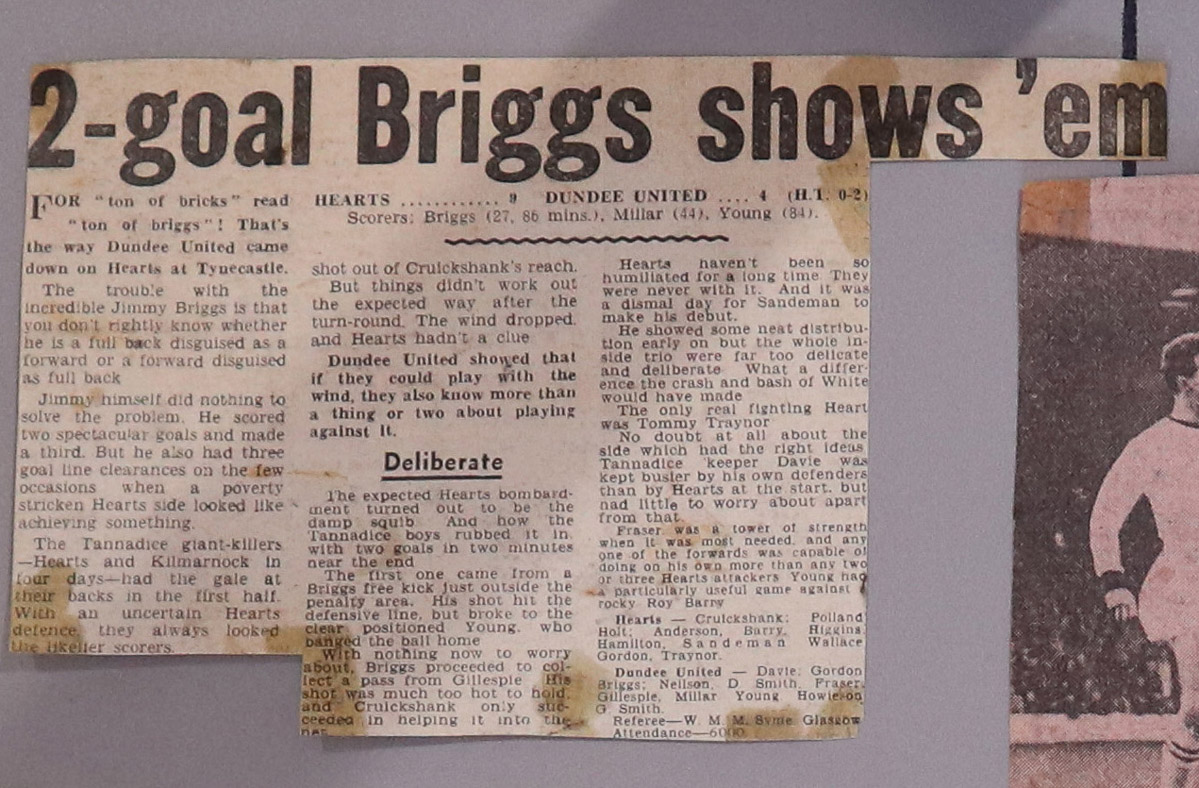 2-goal Briggs shows 'em
FOR "ton of bricks" read
"ton of briggs"! That's
the way Dundee United came
down on Hearts at Tynecastle.
The trouble with the
incredible Jimmy Briggs is that
you don't rightly know whether
he is a full back disguised as a
forward or a forward disguised
as full back
Jimmy himself did nothing to
solve the problem. He scored
two spectacular goals and made
a third. But he also had three
goal line clearances on the few
occasions when a poverty
stricken Hearts side looked like
achieving something.
The Tannadice giant-killers
—Hearts and Kilmarnock in
four days—had the gale at
their backs in the first half.
With an uncertain Hearts
defence, they always looked
the likelier scorers.
HEARTS ............ 0 DUNDEE UNITED .... 4 (H.T. 0-2)
Scorers: Briggs (27, 86 mins.), Millar (44), Young (84).
shot out of Cruickshank's reach.
But things didn't work out
the expected way after the
turn-round. The wind dropped.
and Hearts hadn't a clue
Dundee United showed that
if they could play with the
wind, they also know more than
a thing or two about playing
against it.
Deliberate
The expected Hearts bombard-
ment turned out to be the
damp squib And how the
Tannadice boys rubbed it in.
with two goals in two minutes
near the end
The first one came from a
Briggs free kick just outside the
penalty area. His shot hit the
defensive line, but broke to the
clear positioned Young, who
banged the ball home
With nothing now to worry
about, Briggs proceeded to col-
lect a pass from Gillespie His
shot was much too hot to hold,
and Cruickshank only suc-
ceeded in helping it into the
net.
Hearts haven't been so
humiliated for a long time. They
were never with it. And it was
a dismal day for Sandeman to
make his debut.
He showed some neat distribu-
tion early on but the whole in-
side trio were far too delicate
and deliberate What a differ-
ence the crash and bash of White
would have made
The only real fighting Heart
was Tommy Traynor
No doubt at all about the
side which had the right ideas
Tannadice 'keeper Davie was
kept busier by his own defenders
than by Hearts at the start. but
had little to worry about apart
from that.
Fraser was a tower of strength
when it was most needed, and any
one of the forwards was capable of
doing on his own more than any two
or three Hearts attackers Young had
a particularly useful game against a
rocky Roy Barry
Hearts — Cruickshank; Polland
Holt; Anderson, Barry, Higgins
Hamilton, Sandeman Wallace
Gordon, Traynor.
Dundee United — Davie; Gordon
Briggs; Neilson, D Smith, Fraser,
Gillespie, Millar Young Howieson
G. Smith.
Referee—W. M. M. Syme Glasgow
Attendance—6000.